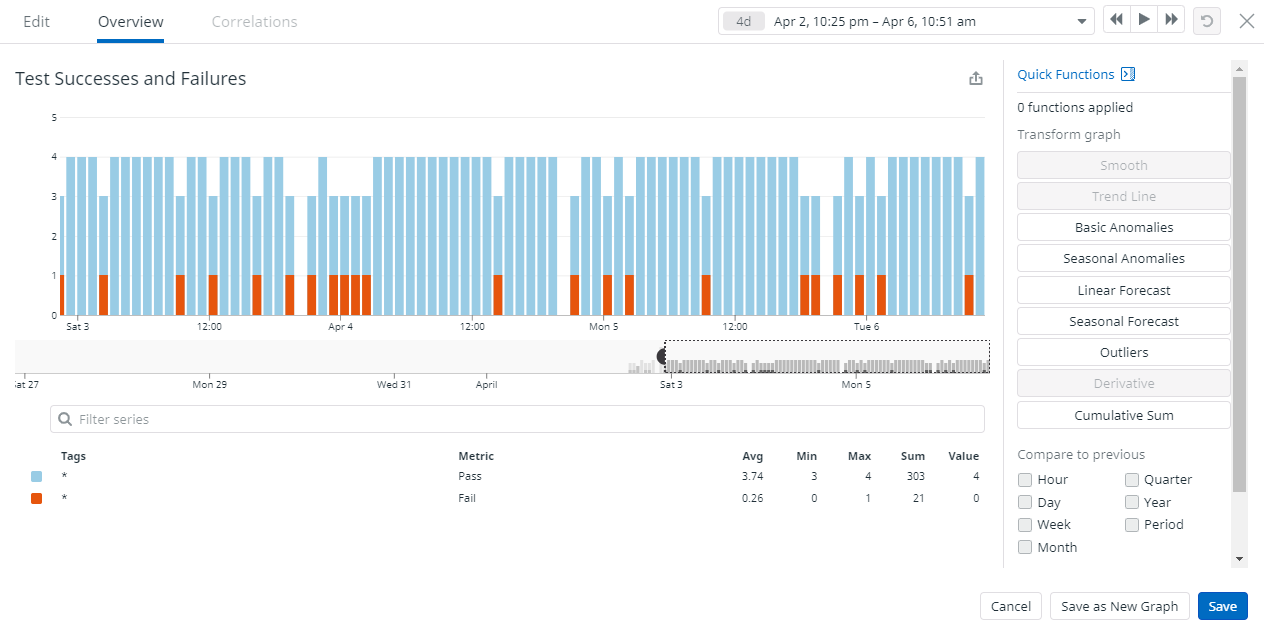 Edit Overview Correlations 4d Apr 2, 10:25 pm – Apr 6, 10:51 am
Test Successes and Failures
5
4
3
2
1
0
Sat 3 12:00 Apr 4 12:00 Mon 5 12:00 Tue 6
Sat 27 Mon 29 Wed 31 April Sat 3 Mon 5
Filter series
Tags Metric Avg Min Max Sum Value
* Pass 3.74 3 4 303 4
* Fail 0.26 0 1 21 0
Quick Functions
0 functions applied
Transform graph
Smooth
Trend Line
Basic Anomalies
Seasonal Anomalies
Linear Forecast
Seasonal Forecast
Outliers
Derivative
Cumulative Sum
Compare to previous
Hour Quarter
Day Year
Week Period
Month
Cancel Save as New Graph Save